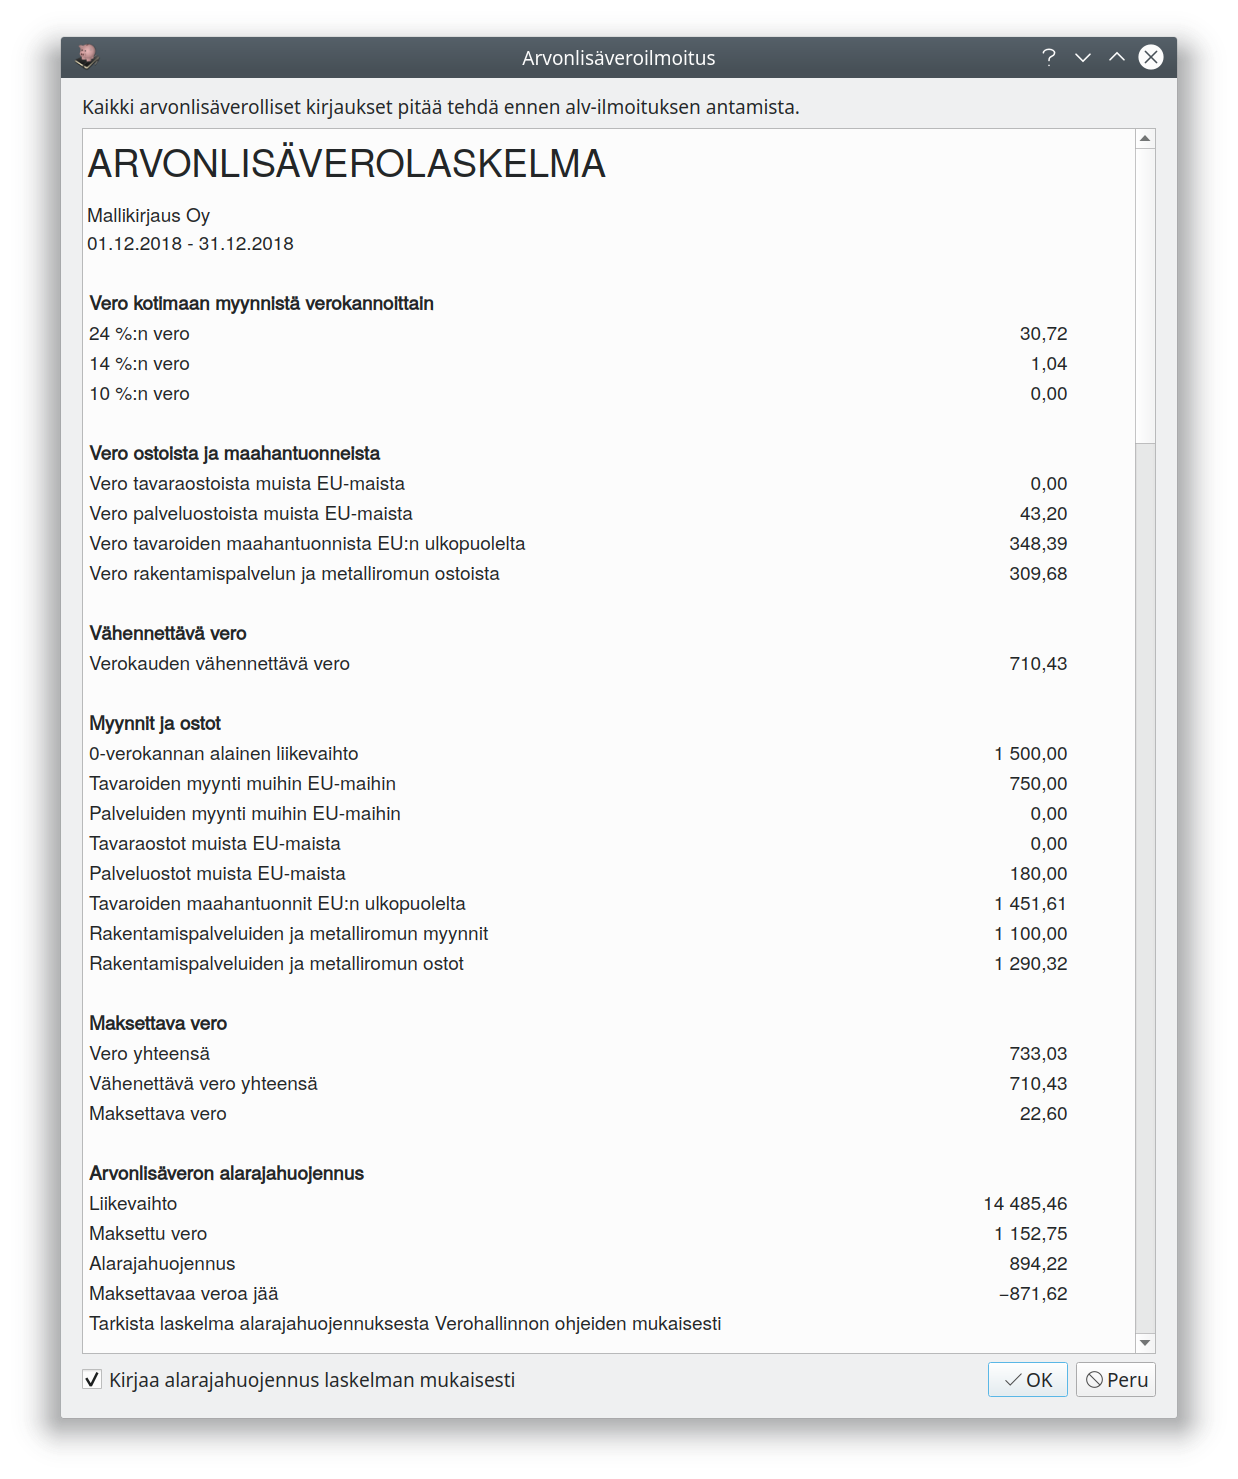 Arvonlisäveroilmoitus
Kaikki arvonlisäverolliset kirjaukset pitää tehdä ennen alv-ilmoituksen antamista.
ARVONLISÄVEROLASKELMA
Mallikirjaus Oy
01.12.2018 - 31.12.2018
Vero kotimaan myynnistä verokannoittain
24 %:n vero 30,72
14 %:n vero 1,04
10 %:n vero 0,00
Vero ostoista ja maahantuonneista
Vero tavaraostoista muista EU-maista 0,00
Vero palveluostoista muista EU-maista 43,20
Vero tavaroiden maahantuonnista EU:n ulkopuolelta 348,39
Vero rakentamispalvelun ja metalliromun ostoista 309,68
Vähennettävä vero
Verokauden vähennettävä vero 710,43
Myynnit ja ostot
0-verokannan alainen liikevaihto 1 500,00
Tavaroiden myynti muihin EU-maihin 750,00
Palveluiden myynti muihin EU-maihin 0,00
Tavaraostot muista EU-maista 0,00
Palveluostot muista EU-maista 180,00
Tavaroiden maahantuonnit EU:n ulkopuolelta 1 451,61
Rakentamispalveluiden ja metalliromun myynnit 1 100,00
Rakentamispalveluiden ja metalliromun ostot 1 290,32
Maksettava vero
Vero yhteensä 733,03
Vähenettävä vero yhteensä 710,43
Maksettava vero 22,60
Arvonlisäveron alarajahuojennus
Liikevaihto 14 485,46
Maksettu vero 1 152,75
Alarajahuojennus 894,22
Maksettavaa veroa jää −871,62
Tarkista laskelma alarajahuojennuksesta Verohallinnon ohjeiden mukaisesti
Kirjaa alarajahuojennus laskelman mukaisesti
OK Peru